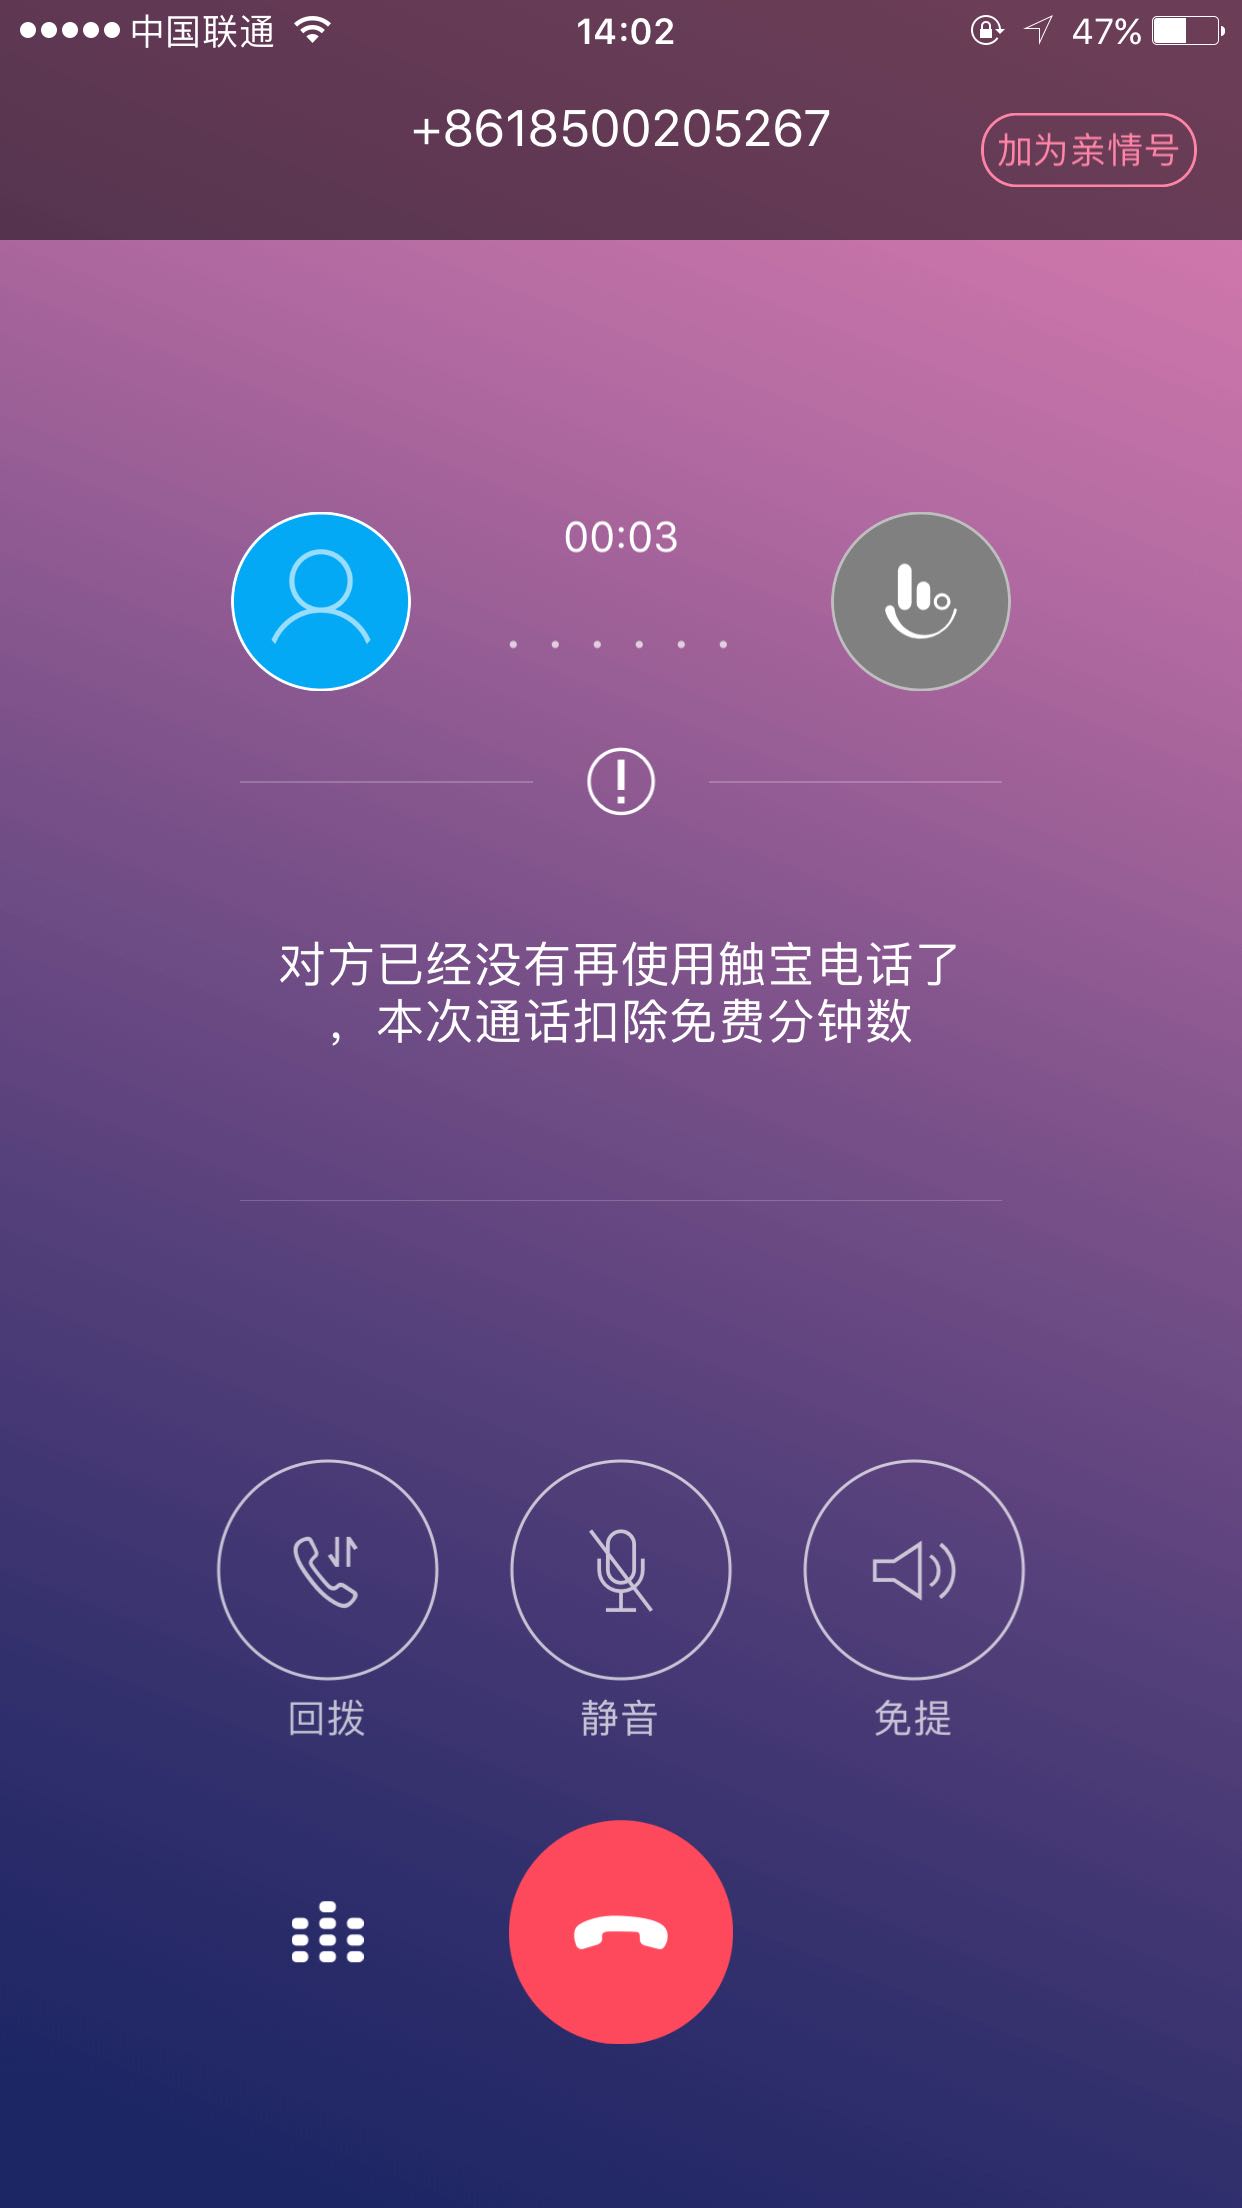 中国联通 14:02 47%
+8618500205267
加为亲情号
00:03
对方已经没有再使用触宝电话了
，本次通话扣除免费分钟数
回拨 静音 免提